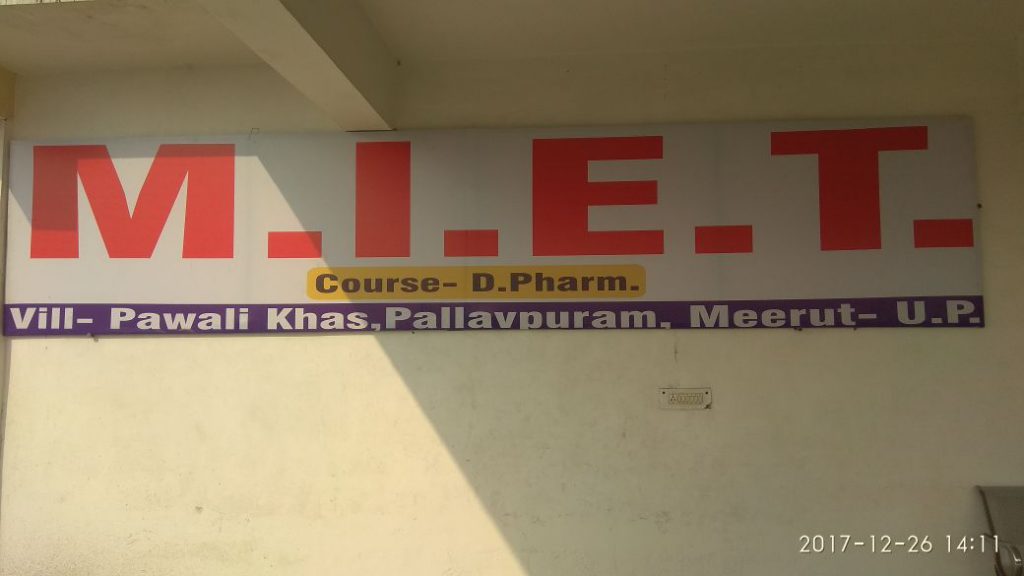 M.I.E.T.
Course- D.Pharm.
Vill- Pawali Khas,Pallavpuram, Meerut- U.P.
2017-12-26 14:11